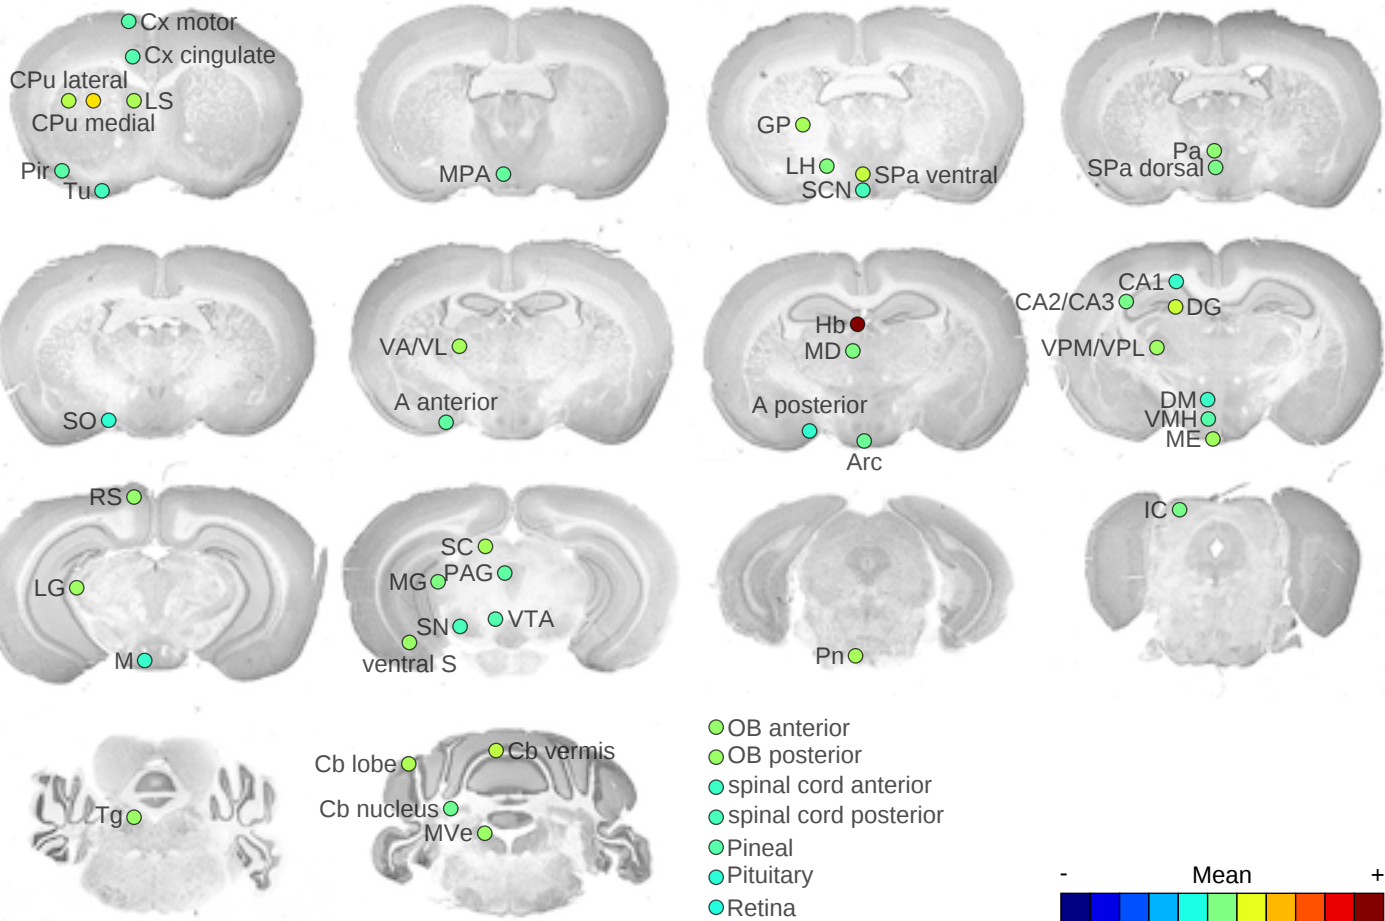 Cx motor
Cx cingulate
CPu lateral
LS
CPu medial
Pir
Tu
MPA
GP
LH
SPa ventral
SCN
Pa
SPa dorsal
SO
VA/VL
A anterior
Hb
MD
A posterior
Arc
CA1
CA2/CA3
DG
VPM/VPL
DM
VMH
ME
RS
LG
M
SC
MG
PAG
SN
VTA
ventral S
Pn
IC
Tg
Cb lobe
Cb vermis
Cb nucleus
MVe
OB anterior
OB posterior
spinal cord anterior
spinal cord posterior
Pineal
Pituitary
Retina
- Mean +